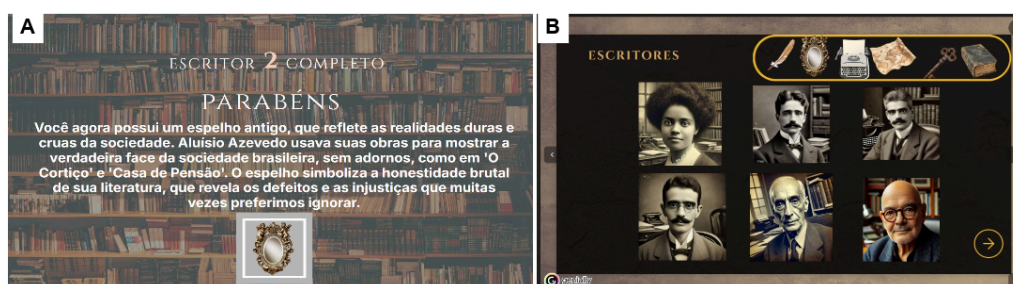 A
ESCRITOR 2 COMPLETO
PARABÉNS
Você agora possui um espelho antigo, que reflete as realidades duras e
cruas da sociedade. Aluísio Azevedo usava suas obras para mostrar a
verdadeira face da sociedade brasileira, sem adornos, como em 'O
Cortiço' e 'Casa de Pensão'. O espelho simboliza a honestidade brutal
de sua literatura, que revela os defeitos e as injustiças que muitas
vezes preferimos ignorar.
B
ESCRITORES
genially